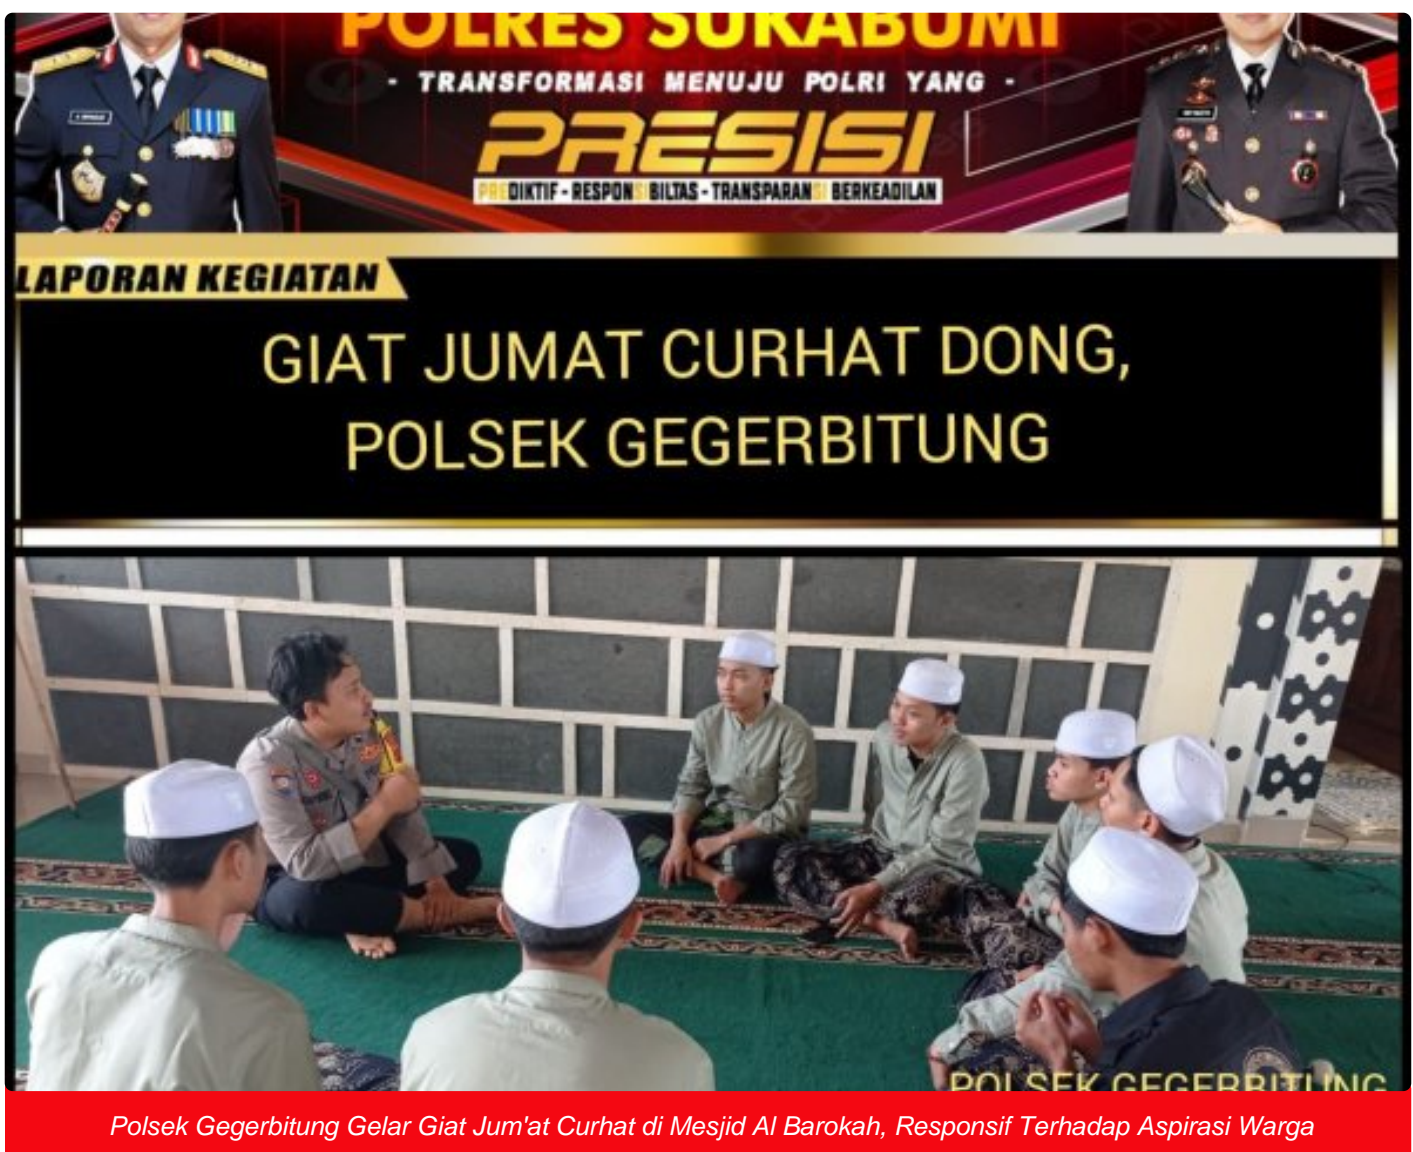 POLRES SUKABUMI
- TRANSFORMASI MENUJU POLRI YANG -
PRESISI
PREDIKTIF - RESPONSIBILTAS - TRANSPARANSI BERKEADILAN
LAPORAN KEGIATAN
GIAT JUMAT CURHAT DONG,
POLSEK GEGERBITUNG
POLSEK GEGERBITUNG
Polsek Gegerbitung Gelar Giat Jum'at Curhat di Mesjid Al Barokah, Responsif Terhadap Aspirasi Warga